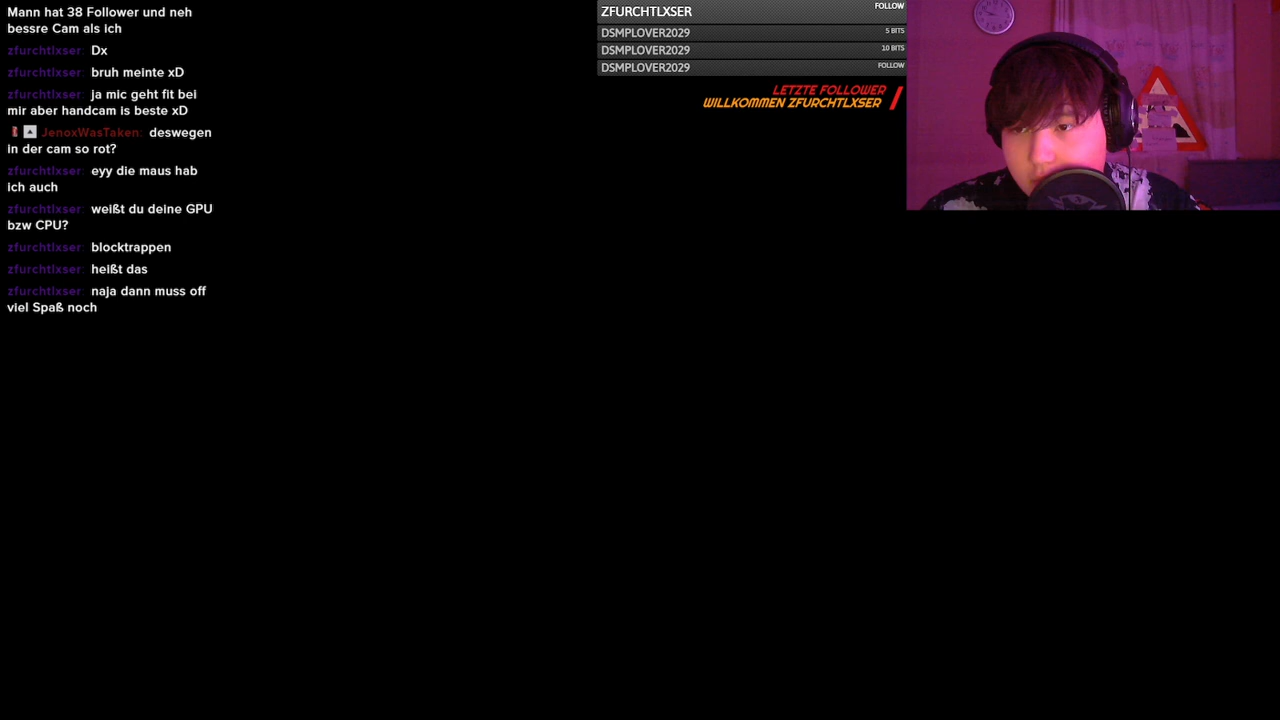 Mann hat 38 Follower und neh
bessre Cam als ich
zfurchtlxser: Dx
zfurchtlxser: bruh meinte xD
zfurchtlxser: ja mic geht fit bei
mir aber handcam is beste xD
JenoxWasTaken: deswegen
in der cam so rot?
zfurchtlxser: eyy die maus hab
ich auch
zfurchtlxser: weißt du deine GPU
bzw CPU?
zfurchtlxser: blocktrappen
zfurchtlxser: heißt das
zfurchtlxser: naja dann muss off
viel Spaß noch
ZFURCHTLXSER FOLLOW
DSMPLOVER2029 5 BITS
DSMPLOVER2029 10 BITS
DSMPLOVER2029 FOLLOW
LETZTE FOLLOWER
WILLKOMMEN ZFURCHTLXSER